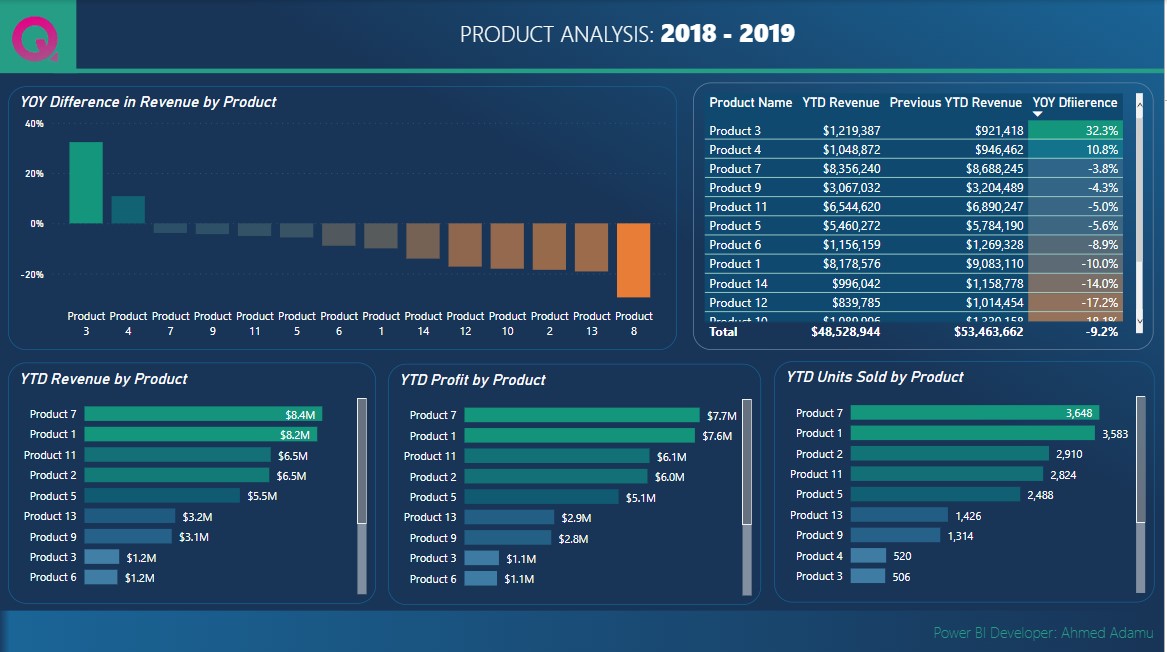 Q
PRODUCT ANALYSIS: 2018 - 2019
YOY Difference in Revenue by Product
40%
20%
0%
-20%
Product 3
Product 4
Product 7
Product 9
Product 11
Product 5
Product 6
Product 1
Product 14
Product 12
Product 10
Product 2
Product 13
Product 8
Product Name YTD Revenue Previous YTD Revenue YOY Dfiierence
Product 3 $1,219,387 $921,418 32.3%
Product 4 $1,048,872 $946,462 10.8%
Product 7 $8,356,240 $8,688,245 -3.8%
Product 9 $3,067,032 $3,204,489 -4.3%
Product 11 $6,544,620 $6,890,247 -5.0%
Product 5 $5,460,272 $5,784,190 -5.6%
Product 6 $1,156,159 $1,269,328 -8.9%
Product 1 $8,178,576 $9,083,110 -10.0%
Product 14 $996,042 $1,158,778 -14.0%
Product 12 $839,785 $1,014,454 -17.2%
Product 10
Total $48,528,944 $53,463,662 -9.2%
YTD Revenue by Product
Product 7 $8.4M
Product 1 $8.2M
Product 11 $6.5M
Product 2 $6.5M
Product 5 $5.5M
Product 13 $3.2M
Product 9 $3.1M
Product 3 $1.2M
Product 6 $1.2M
YTD Profit by Product
Product 7 $7.7M
Product 1 $7.6M
Product 11 $6.1M
Product 2 $6.0M
Product 5 $5.1M
Product 13 $2.9M
Product 9 $2.8M
Product 3 $1.1M
Product 6 $1.1M
YTD Units Sold by Product
Product 7 3,648
Product 1 3,583
Product 2 2,910
Product 11 2,824
Product 5 2,488
Product 13 1,426
Product 9 1,314
Product 4 520
Product 3 506
Power BI Developer: Ahmed Adamu